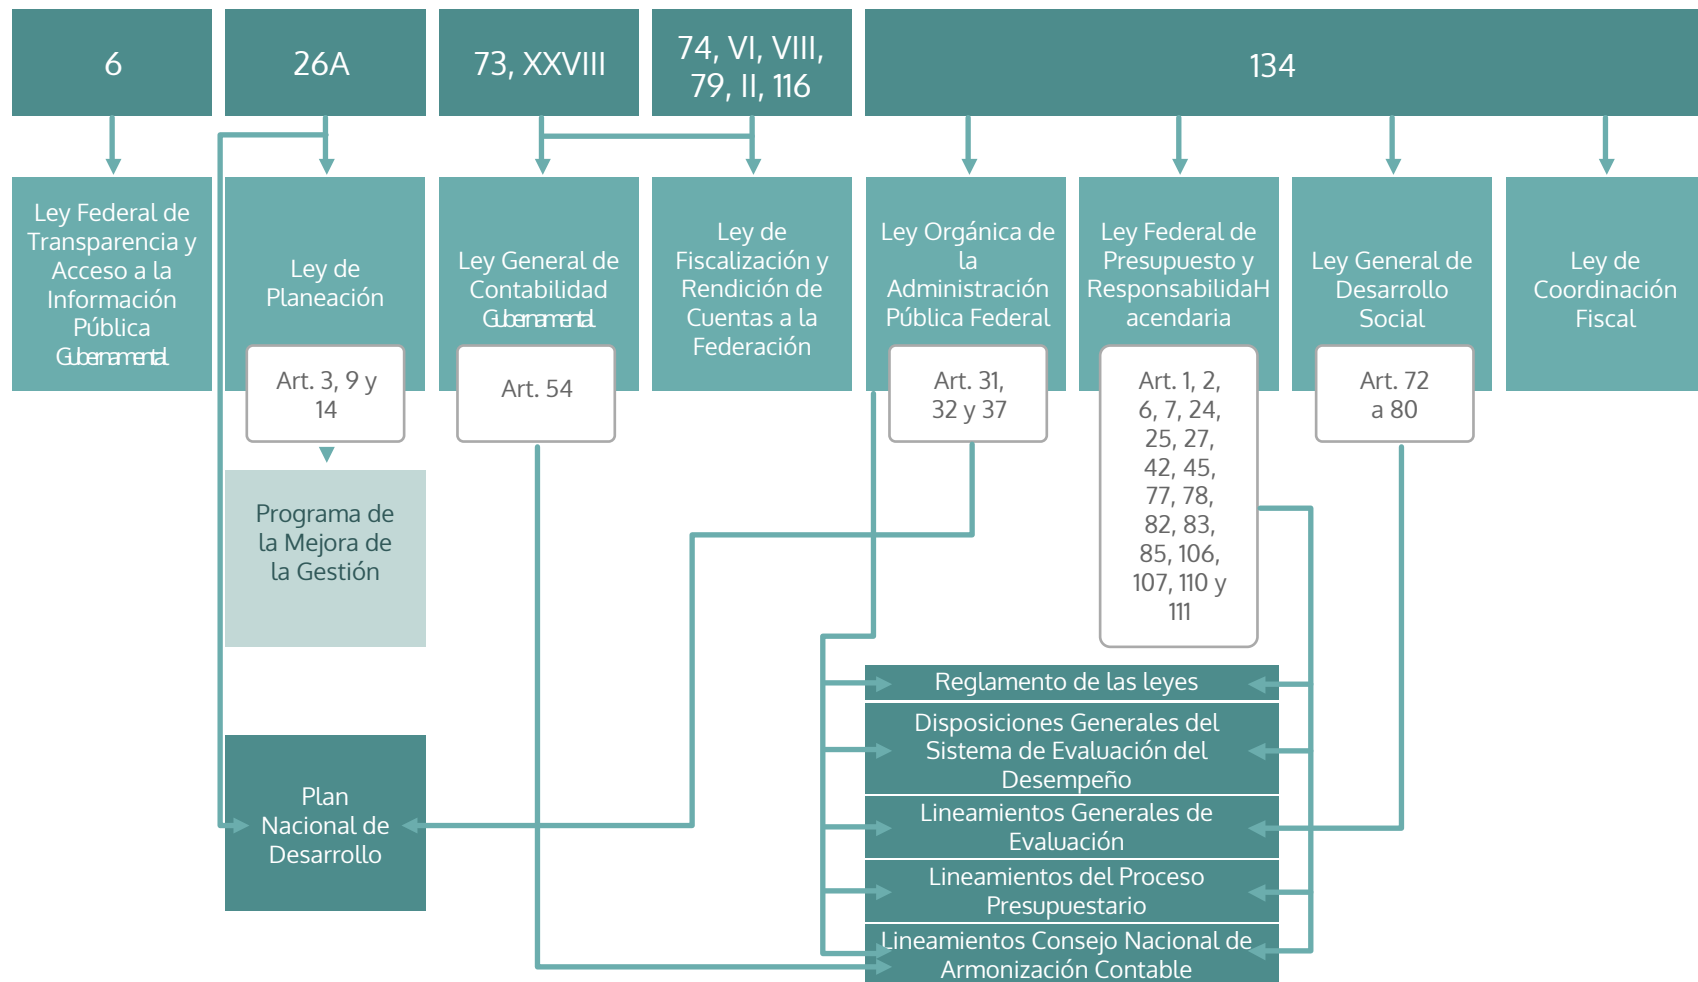 6
26A
73, XXVIII
74, VI, VIII,
79, II, 116
134
Ley Federal de
Transparencia y
Acceso a la
Información
Pública
Gubernamental
Ley de
Planeación
Ley General de
Contabilidad
Gubernamental
Ley de
Fiscalización y
Rendición de
Cuentas a la
Federación
Ley Orgánica de
la
Administración
Pública Federal
Ley Federal de
Presupuesto y
ResponsabilidaH
acendaria
Ley General de
Desarrollo
Social
Ley de
Coordinación
Fiscal
Art. 3, 9 y
14
Art. 54
Art. 31,
32 y 37
Art. 1, 2,
6, 7, 24,
25, 27,
42, 45,
77, 78,
82, 83,
85, 106,
107, 110 y
111
Art. 72
a 80
Programa de
la Mejora de
la Gestión
Plan
Nacional de
Desarrollo
Reglamento de las leyes
Disposiciones Generales del
Sistema de Evaluación del
Desempeño
Lineamientos Generales de
Evaluación
Lineamientos del Proceso
Presupuestario
Lineamientos Consejo Nacional de
Armonización Contable